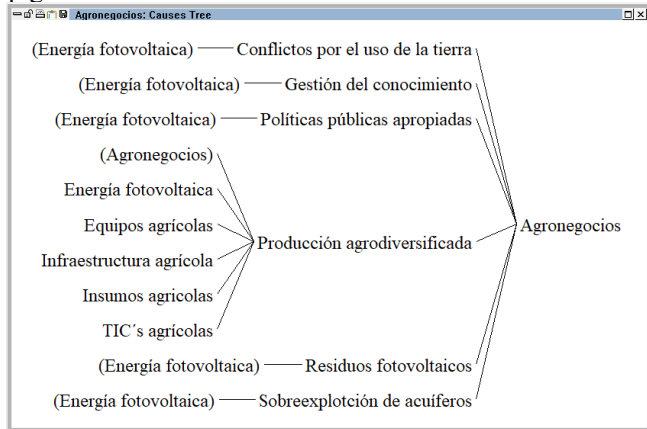 Agronegocios: Causes Tree
(Energía fotovoltaica) Conflictos por el uso de la tierra
(Energía fotovoltaica) Gestión del conocimiento
(Energía fotovoltaica) Políticas públicas apropiadas
(Agronegocios)
Energía fotovoltaica
Equipos agrícolas
Agronegocios
Producción agrodiversificada
Infraestructura agrícola
Insumos agricolas
TIC´s agrícolas
(Energía fotovoltaica) Residuos fotovoltaicos
(Energía fotovoltaica) Sobreexplotción de acuíferos